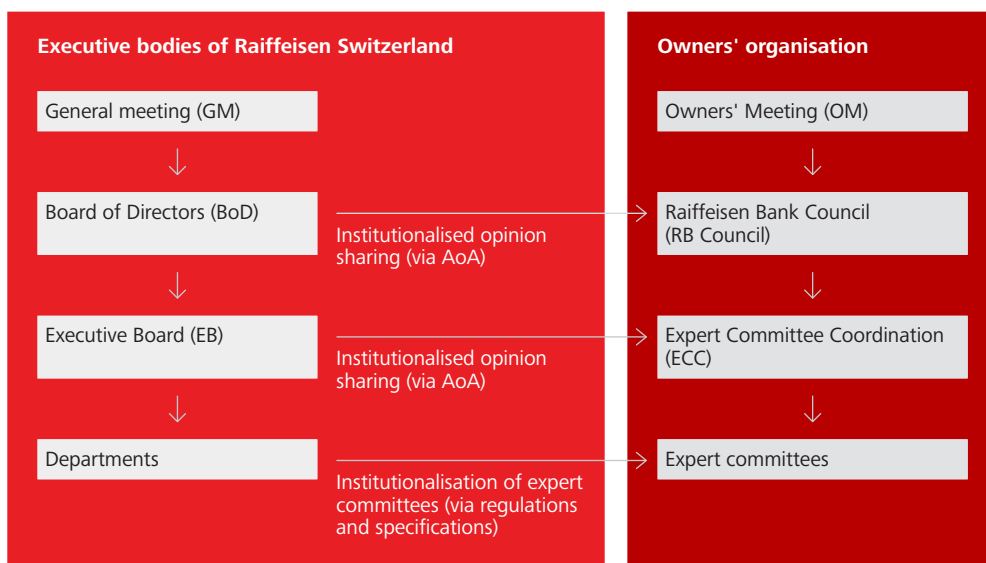 Executive bodies of Raiffeisen Switzerland
General meeting (GM)
Board of Directors (BoD)
Institutionalised opinion
sharing (via AoA)
Executive Board (EB)
Institutionalised opinion
sharing (via AoA)
Departments
Institutionalisation of expert
committees (via regulations
and specifications)
Owners' organisation
Owners' Meeting (OM)
Raiffeisen Bank Council
(RB Council)
Expert Committee Coordination
(ECC)
Expert committees